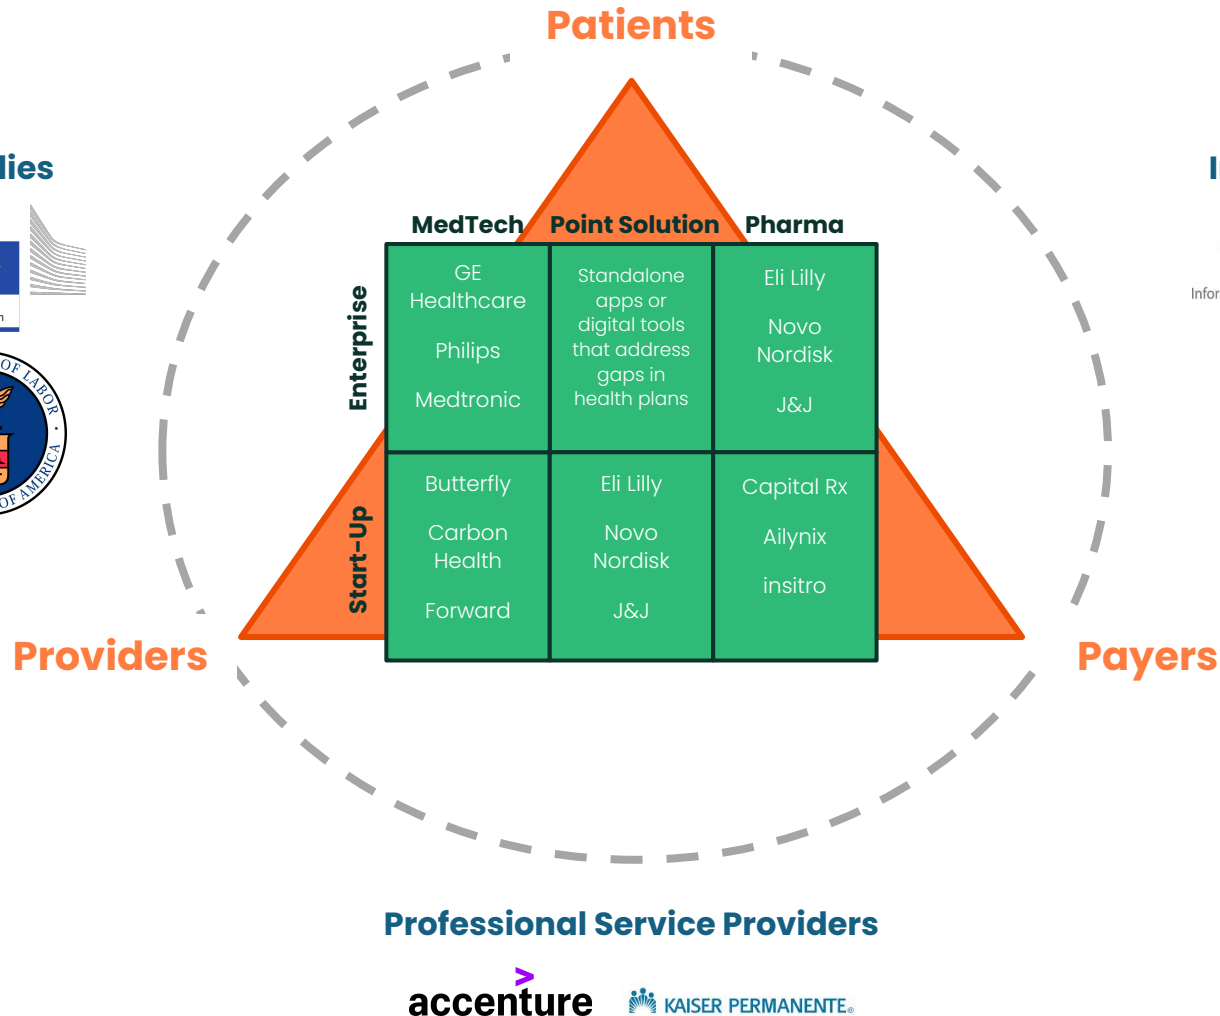 Patients
lies
MedTech
Point Solution
Pharma
Enterprise
GE
Healthcare
Philips
Medtronic
Standalone
apps or
digital tools
that address
gaps in
health plans
Eli Lilly
Novo
Nordisk
J&J
Infor
OF LABOR
OF AMERICA
Start-Up
Butterfly
Carbon
Health
Forward
Eli Lilly
Novo
Nordisk
J&J
Capital Rx
Ailynix
insitro
Providers
Payers
Professional Service Providers
accenture
KAISER PERMANENTE®